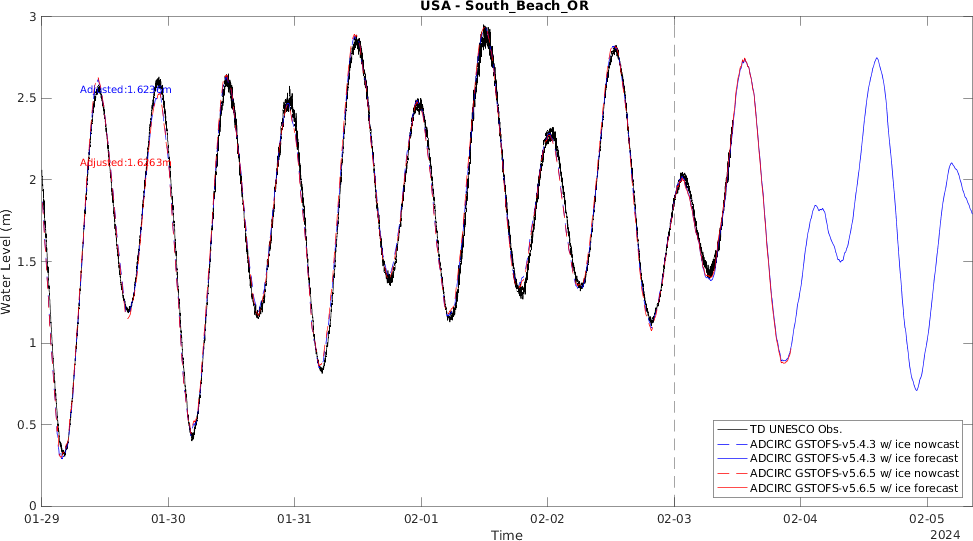 USA - South_Beach_OR
3
2.5
2
1.5
1
0.5
0
Water Level (m)
Adjusted:1.6236m
Adjusted:1.6263m
TD UNESCO Obs.
ADCIRC GSTOFS-v5.4.3 w/ ice nowcast
ADCIRC GSTOFS-v5.4.3 w/ ice forecast
ADCIRC GSTOFS-v5.6.5 w/ ice nowcast
ADCIRC GSTOFS-v5.6.5 w/ ice forecast
01-29 01-30 01-31 02-01 02-02 02-03 02-04 02-05
Time
2024